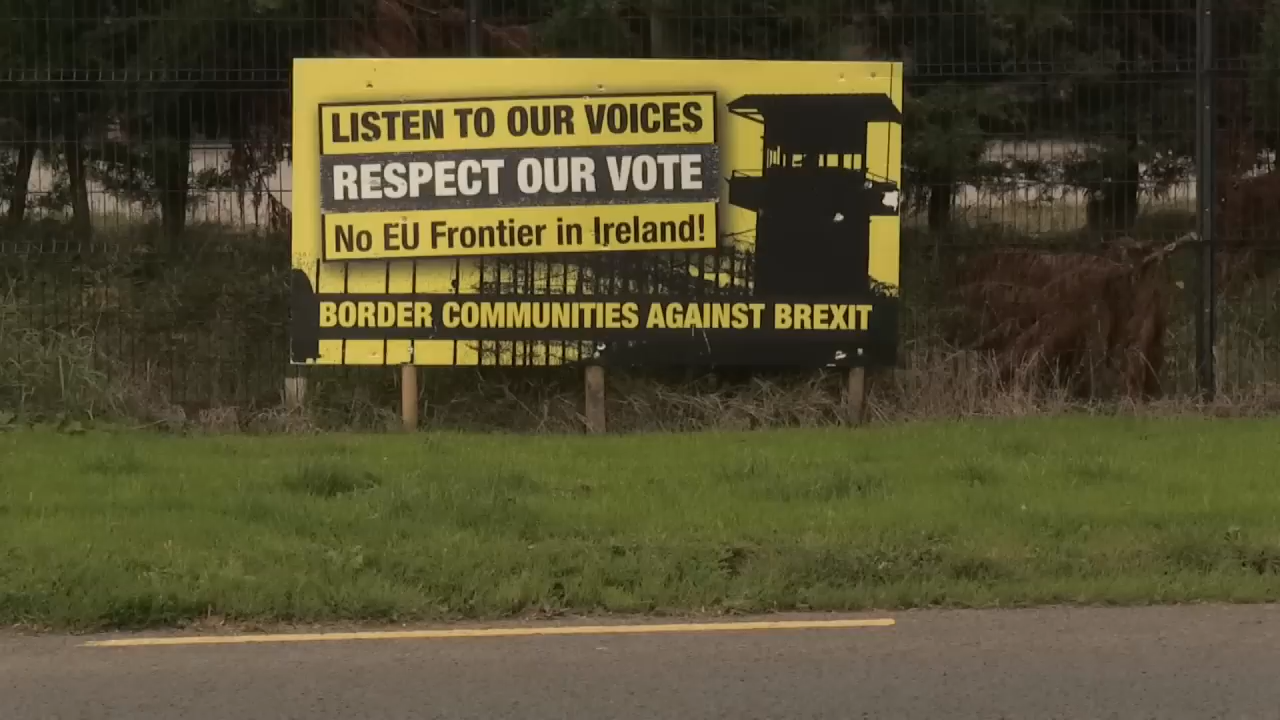 LISTEN TO OUR VOICES
RESPECT OUR VOTE
No EU Frontier in Ireland!
BORDER COMMUNITIES AGAINST BREXIT